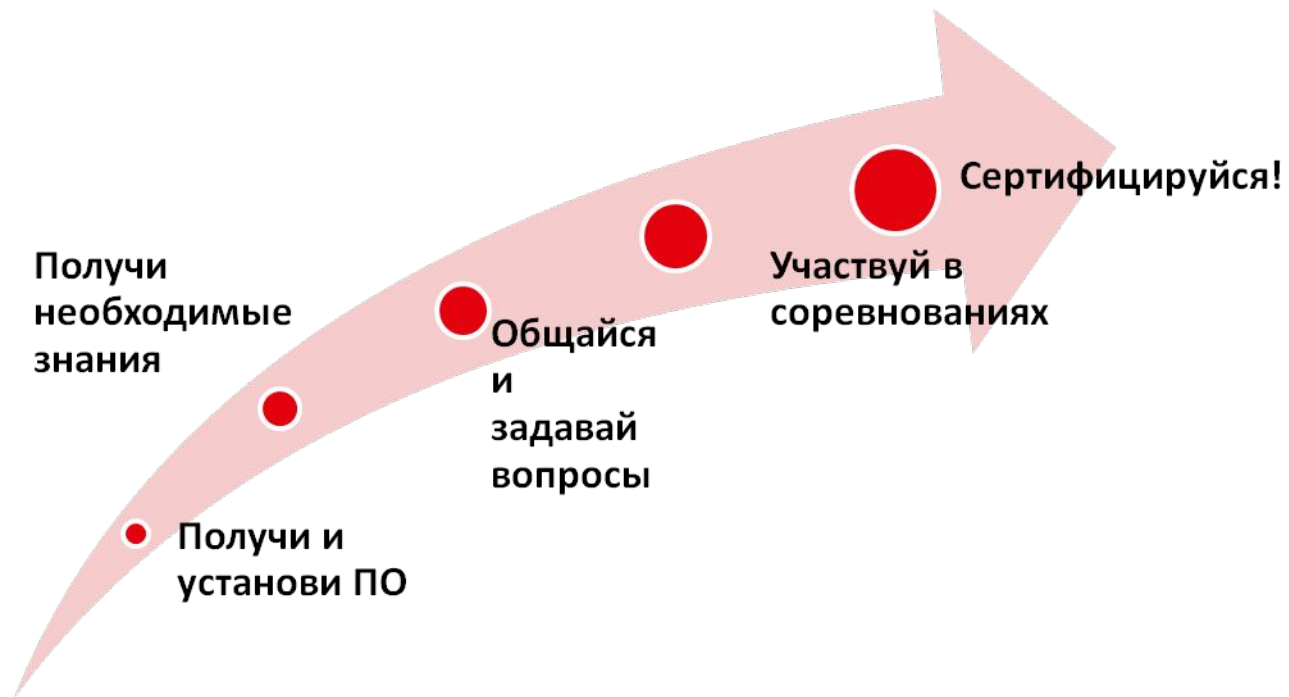 Сертифицируйся!
Получи
необходимые
знания
Участвуй в
соревнованиях
Общайся
и
задавай
вопросы
Получи и
установи ПО